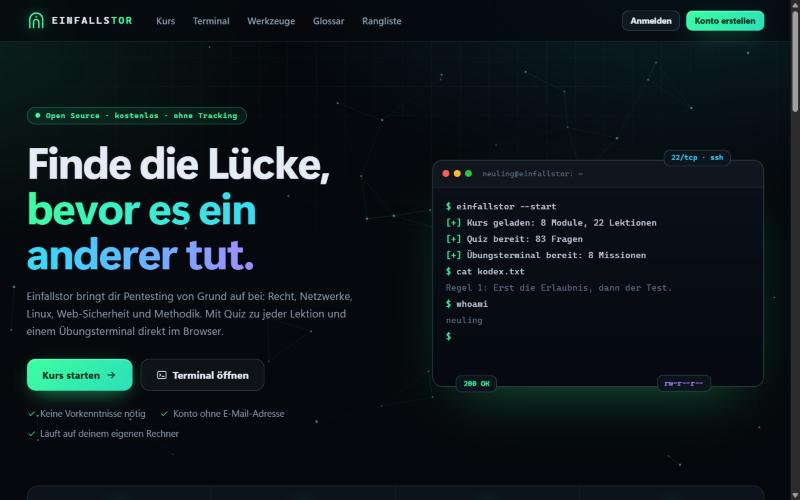 EINFALLSTOR Kurs Terminal Werkzeuge Glossar Rangliste Anmelden Konto erstellen
Open Source · kostenlos · ohne Tracking
Finde die Lücke,
bevor es ein
anderer tut.
Einfallstor bringt dir Pentesting von Grund auf bei: Recht, Netzwerke,
Linux, Web-Sicherheit und Methodik. Mit Quiz zu jeder Lektion und
einem Übungsterminal direkt im Browser.
Kurs starten → Terminal öffnen
✓ Keine Vorkenntnisse nötig ✓ Konto ohne E-Mail-Adresse
✓ Läuft auf deinem eigenen Rechner
22/tcp · ssh
neuling@einfallstor: ~
$ einfallstor --start
[+] Kurs geladen: 8 Module, 22 Lektionen
[+] Quiz bereit: 83 Fragen
[+] Übungsterminal bereit: 8 Missionen
$ cat kodex.txt
Regel 1: Erst die Erlaubnis, dann der Test.
$ whoami
neuling
$
200 OK
rw-r--r--